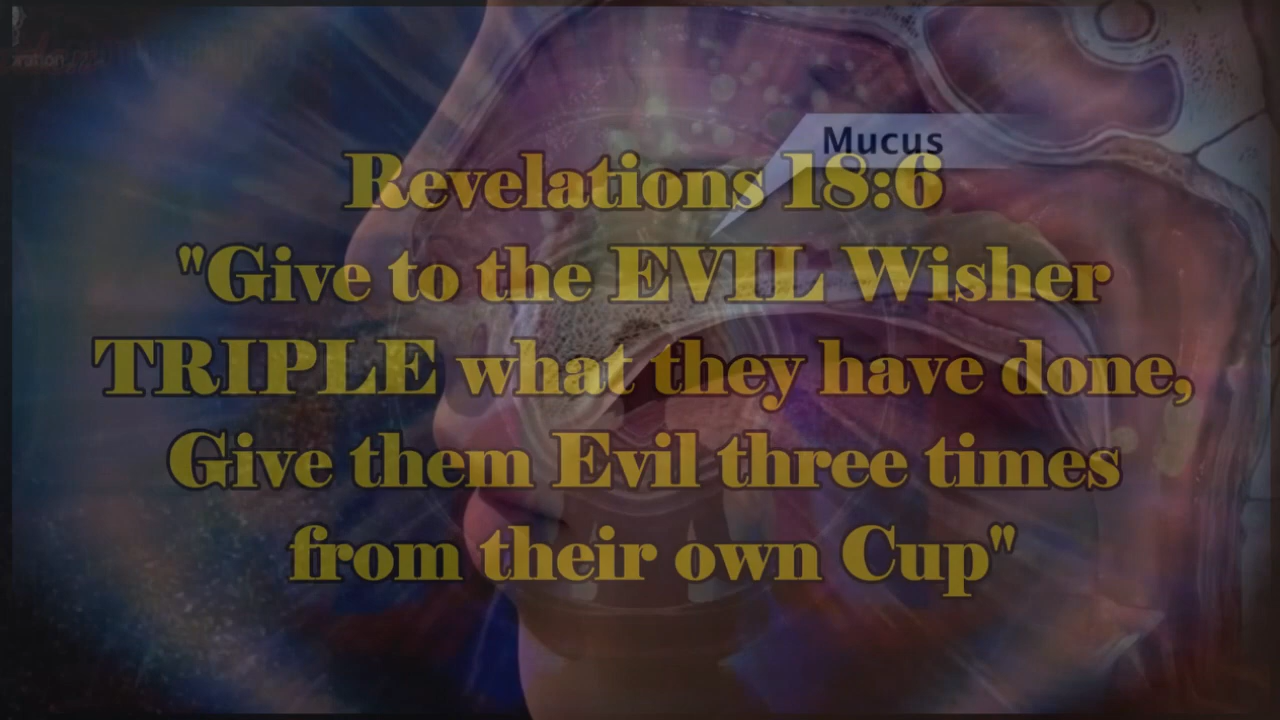 Mucus
Revelations 18:6
"Give to the EVIL Wisher
TRIPLE what they have done,
Give them Evil three times
from their own Cup"